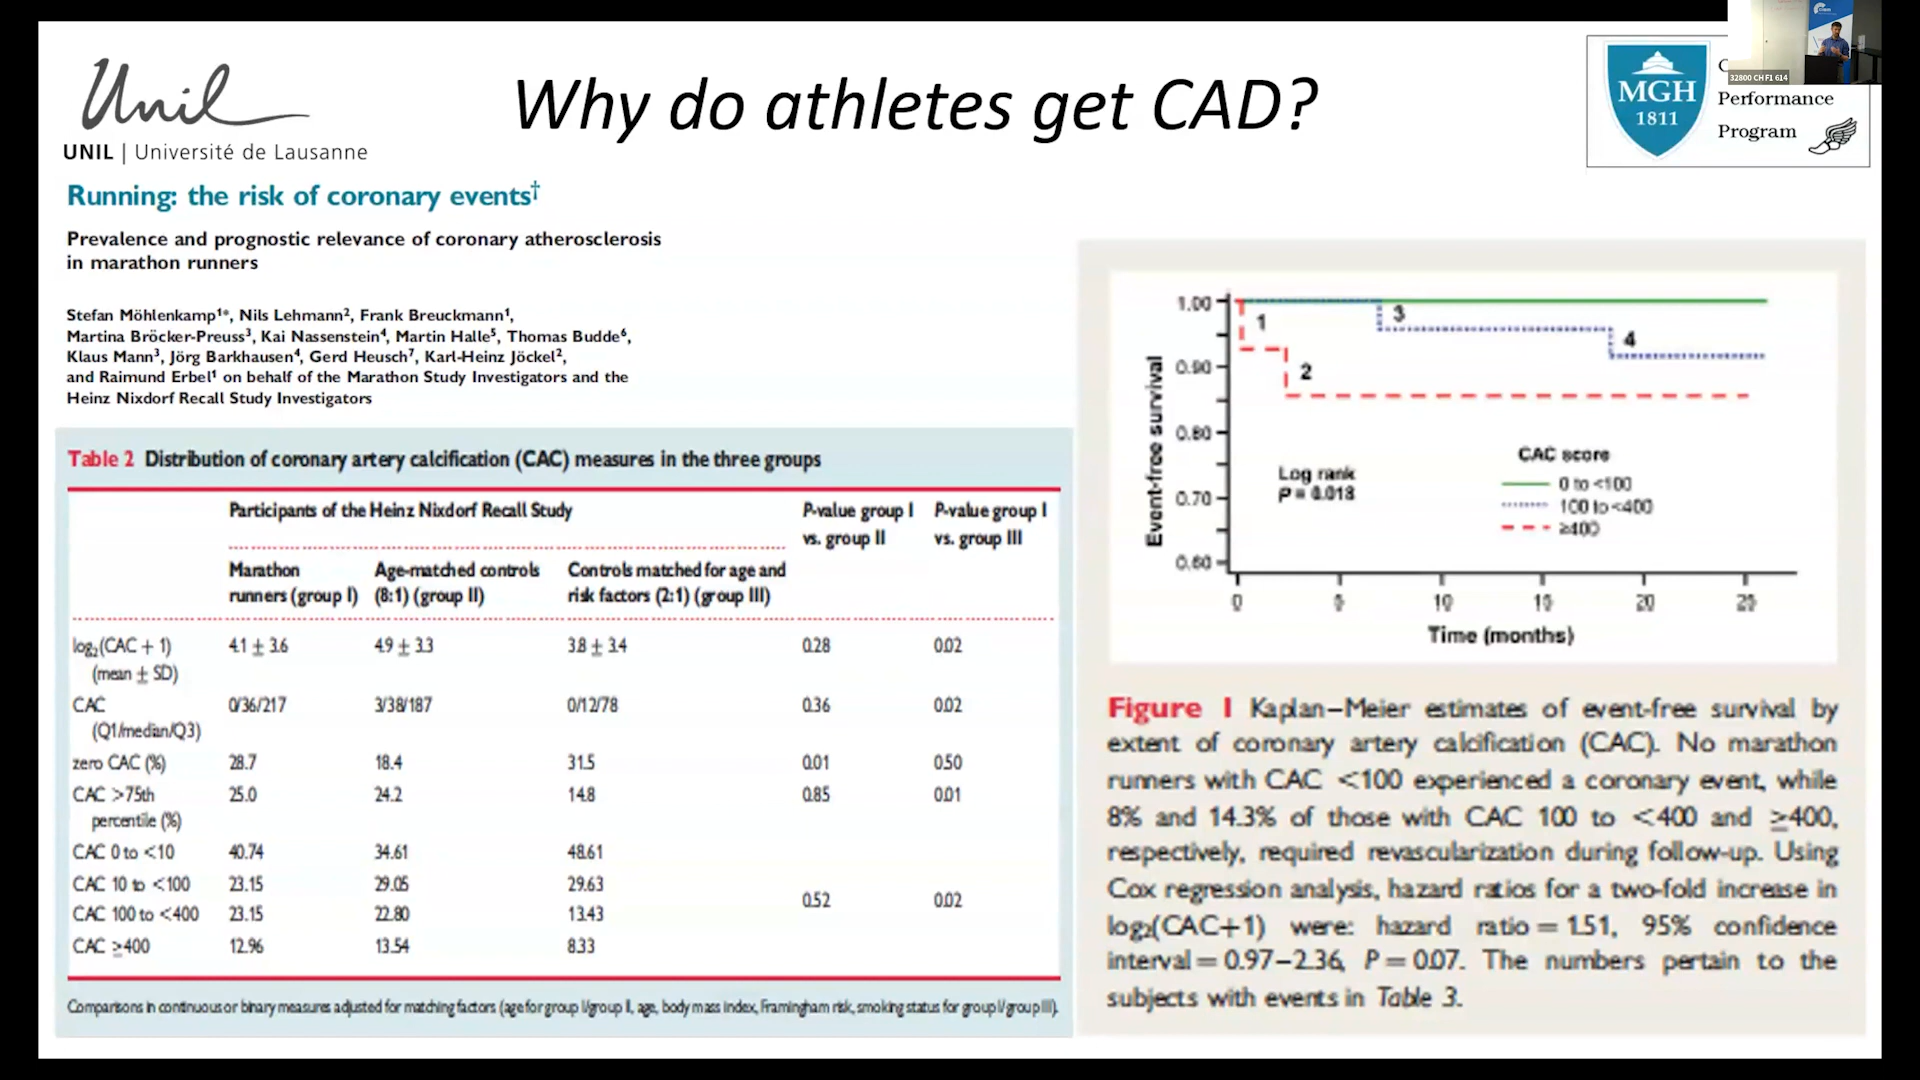 Unil
UNIL | Université de Lausanne
Why do athletes get CAD?
MGH
1811
Performance
Program
32800 CH F1 614
Running: the risk of coronary events†
Prevalence and prognostic relevance of coronary atherosclerosis
in marathon runners
Stefan Möhlenkamp¹*, Nils Lehmann², Frank Breuckmann¹,
Martina Bröcker-Preuss³, Kai Nassenstein⁴, Martin Halle⁵, Thomas Budde⁶,
Klaus Mann³, Jörg Barkhausen⁴, Gerd Heusch⁷, Karl-Heinz Jöckel²,
and Raimund Erbel¹ on behalf of the Marathon Study Investigators and the
Heinz Nixdorf Recall Study Investigators
Table 2 Distribution of coronary artery calcification (CAC) measures in the three groups
Participants of the Heinz Nixdorf Recall Study P-value group I P-value group I
vs. group II vs. group III
Marathon Age-matched controls Controls matched for age and
runners (group I) (8:1) (group II) risk factors (2:1) (group III)
log₂(CAC + 1) 4.1 ± 3.6 4.9 ± 3.3 3.8 ± 3.4 0.28 0.02
(mean ± SD)
CAC 0/36/217 3/38/187 0/12/78 0.36 0.02
(Q1/median/Q3)
zero CAC (%) 28.7 18.4 31.5 0.01 0.50
CAC >75th 25.0 24.2 14.8 0.85 0.01
percentile (%)
CAC 0 to <10 40.74 34.61 48.61
CAC 10 to <100 23.15 29.05 29.63
0.52 0.02
CAC 100 to <400 23.15 22.80 13.43
CAC ≥400 12.96 13.54 8.33
Comparisons in continuous or binary measures adjusted for matching factors (age for group I/group II, age, body mass index, Framingham risk, smoking status for group I/group III).
Event-free survival
1.00
0.90
0.80
0.70
0.60
1
2
3
4
Log rank
P = 0.018
CAC score
0 to <100
100 to <400
≥400
0 5 10 15 20 25
Time (months)
Figure 1 Kaplan–Meier estimates of event-free survival by
extent of coronary artery calcification (CAC). No marathon
runners with CAC <100 experienced a coronary event, while
8% and 14.3% of those with CAC 100 to <400 and ≥400,
respectively, required revascularization during follow-up. Using
Cox regression analysis, hazard ratios for a two-fold increase in
log₂(CAC+1) were: hazard ratio = 1.51, 95% confidence
interval = 0.97–2.36, P = 0.07. The numbers pertain to the
subjects with events in Table 3.